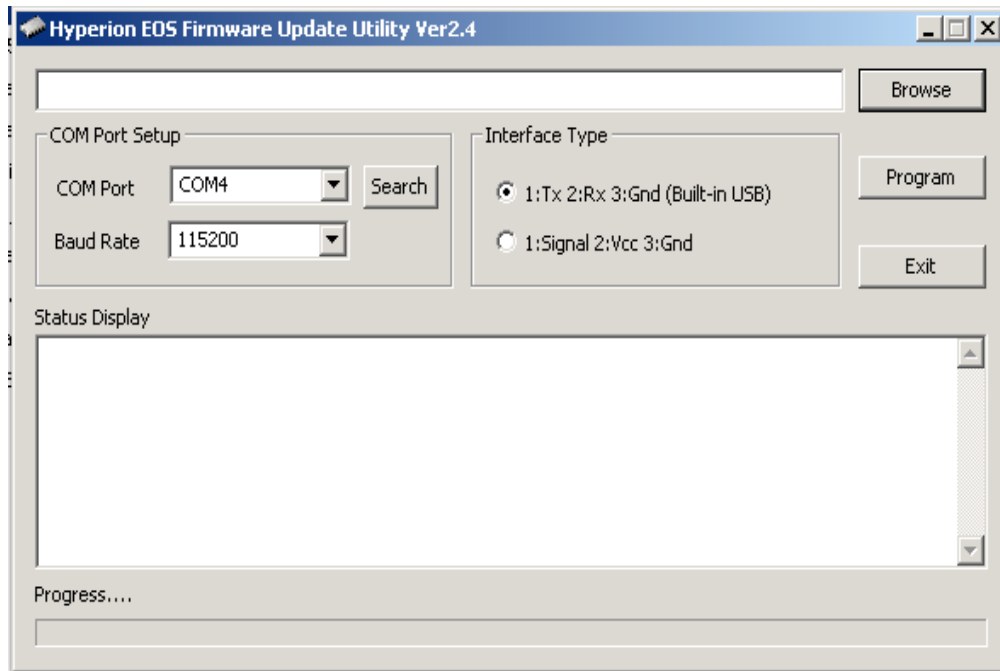 Hyperion EOS Firmware Update Utility Ver2.4
Browse
COM Port Setup
COM Port COM4 Search
Baud Rate 115200
Interface Type
1:Tx 2:Rx 3:Gnd (Built-in USB)
1:Signal 2:Vcc 3:Gnd
Program
Exit
Status Display
Progress....